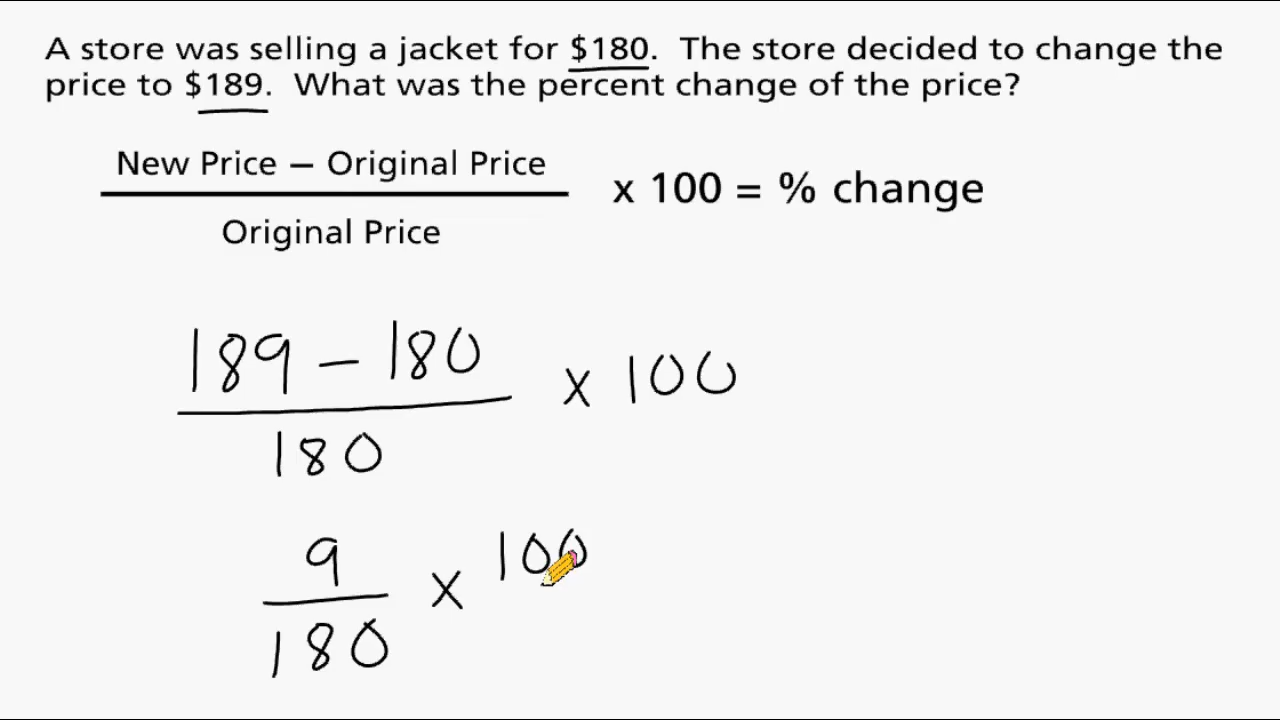 A store was selling a jacket for $180. The store decided to change the
price to $189. What was the percent change of the price?
New Price – Original Price
x 100 = % change
Original Price
189 – 180
x 100
180
9
x 100
180